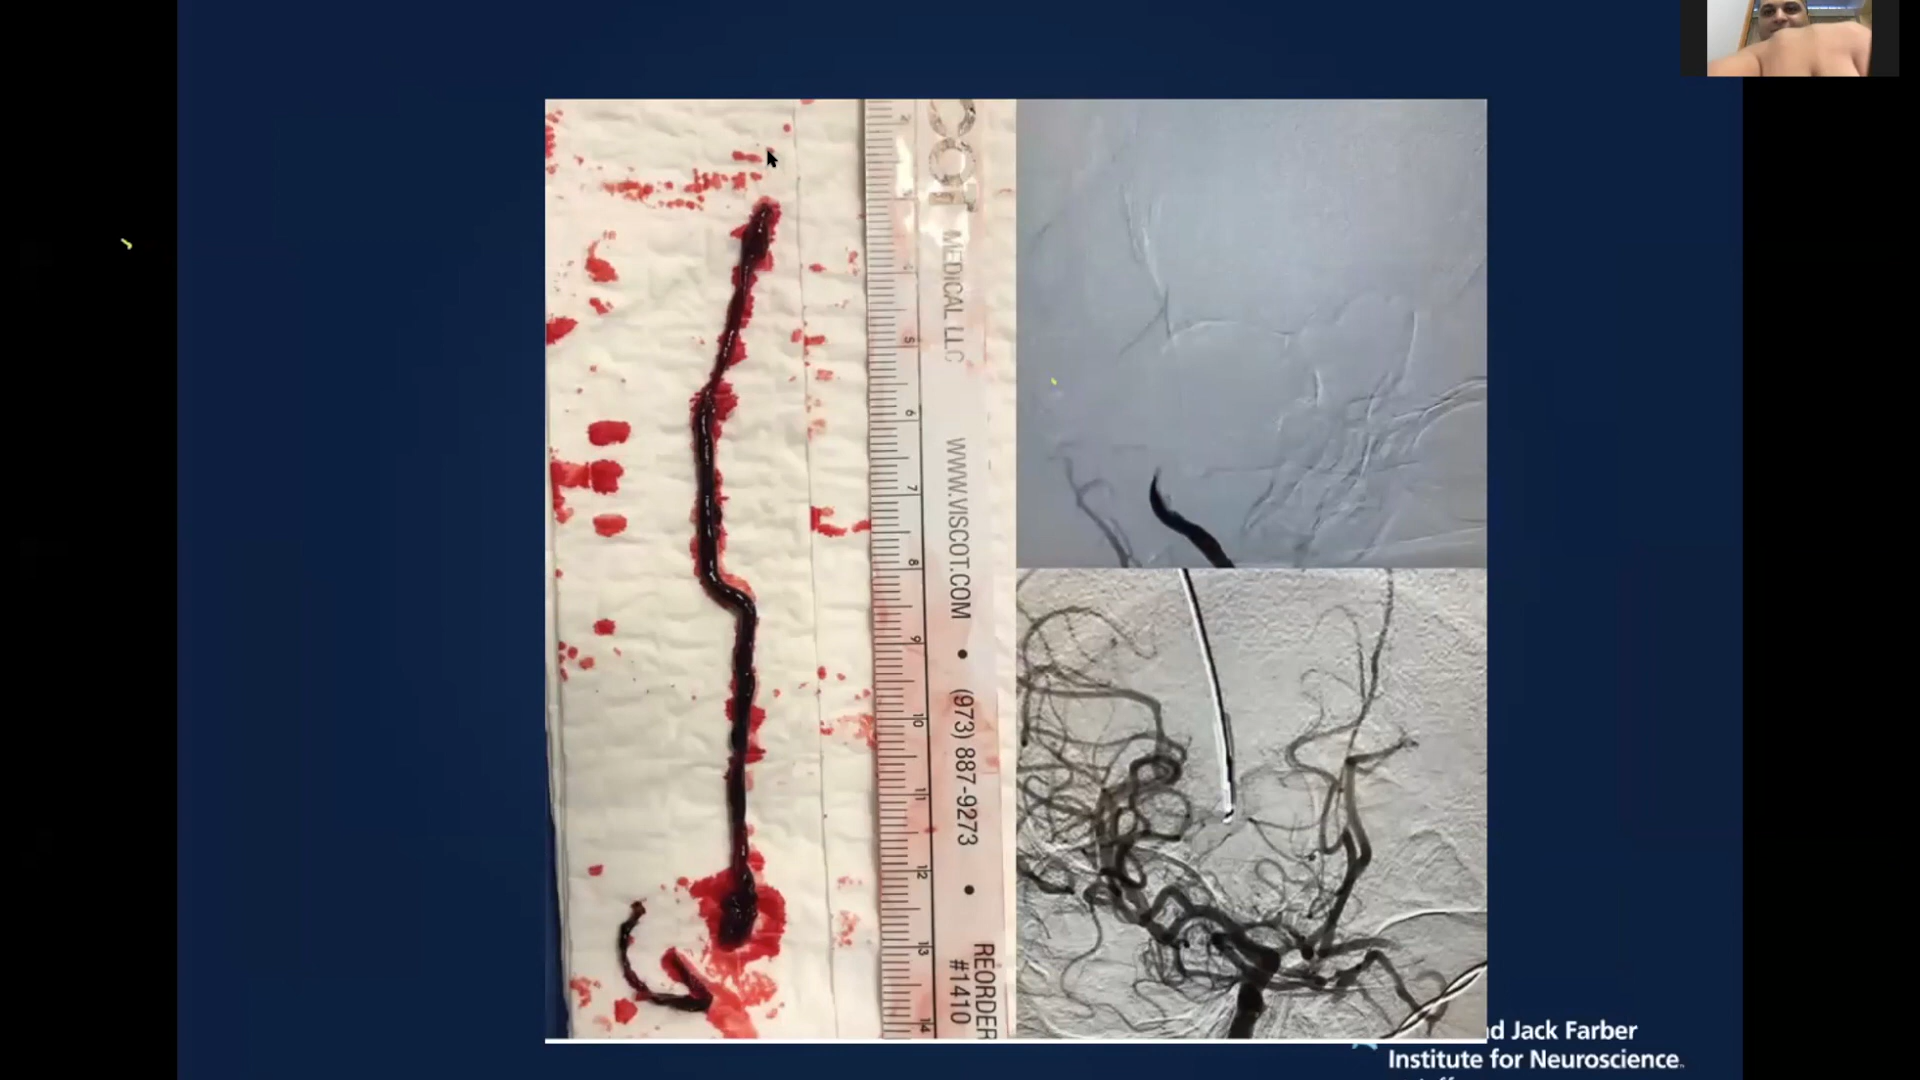 MEDICAL LLC
WWW.VISCOT.COM • (973) 887-9273 •
REORDER
#1410
5
6
7
8
9
10
11
12
13
14
d Jack Farber
Institute for Neuroscience